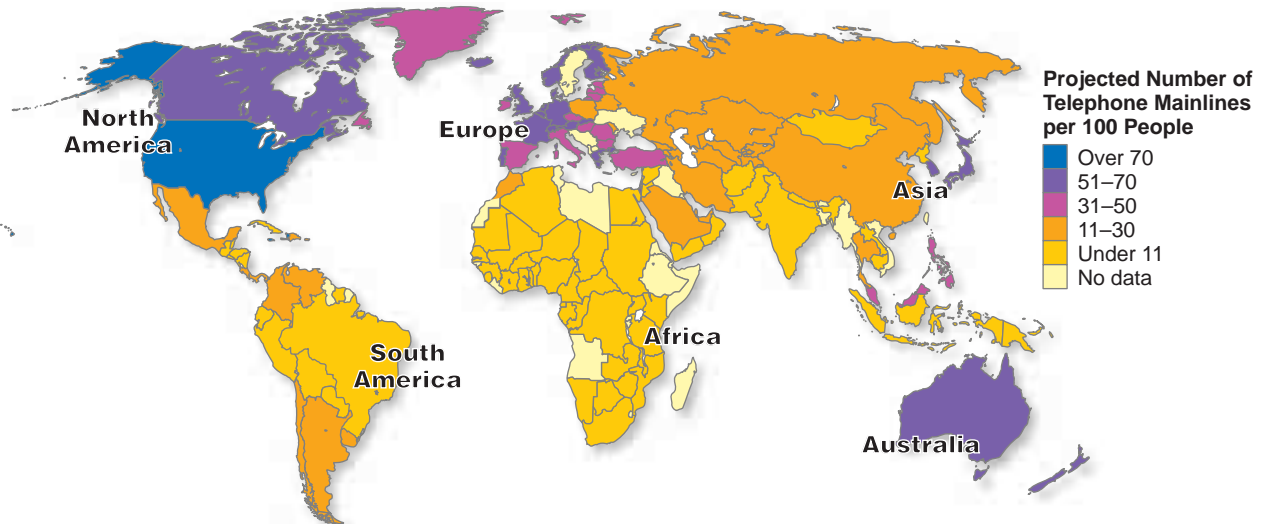 North
America
Europe
Asia
Africa
South
America
Australia
Projected Number of
Telephone Mainlines
per 100 People
Over 70
51–70
31–50
11–30
Under 11
No data